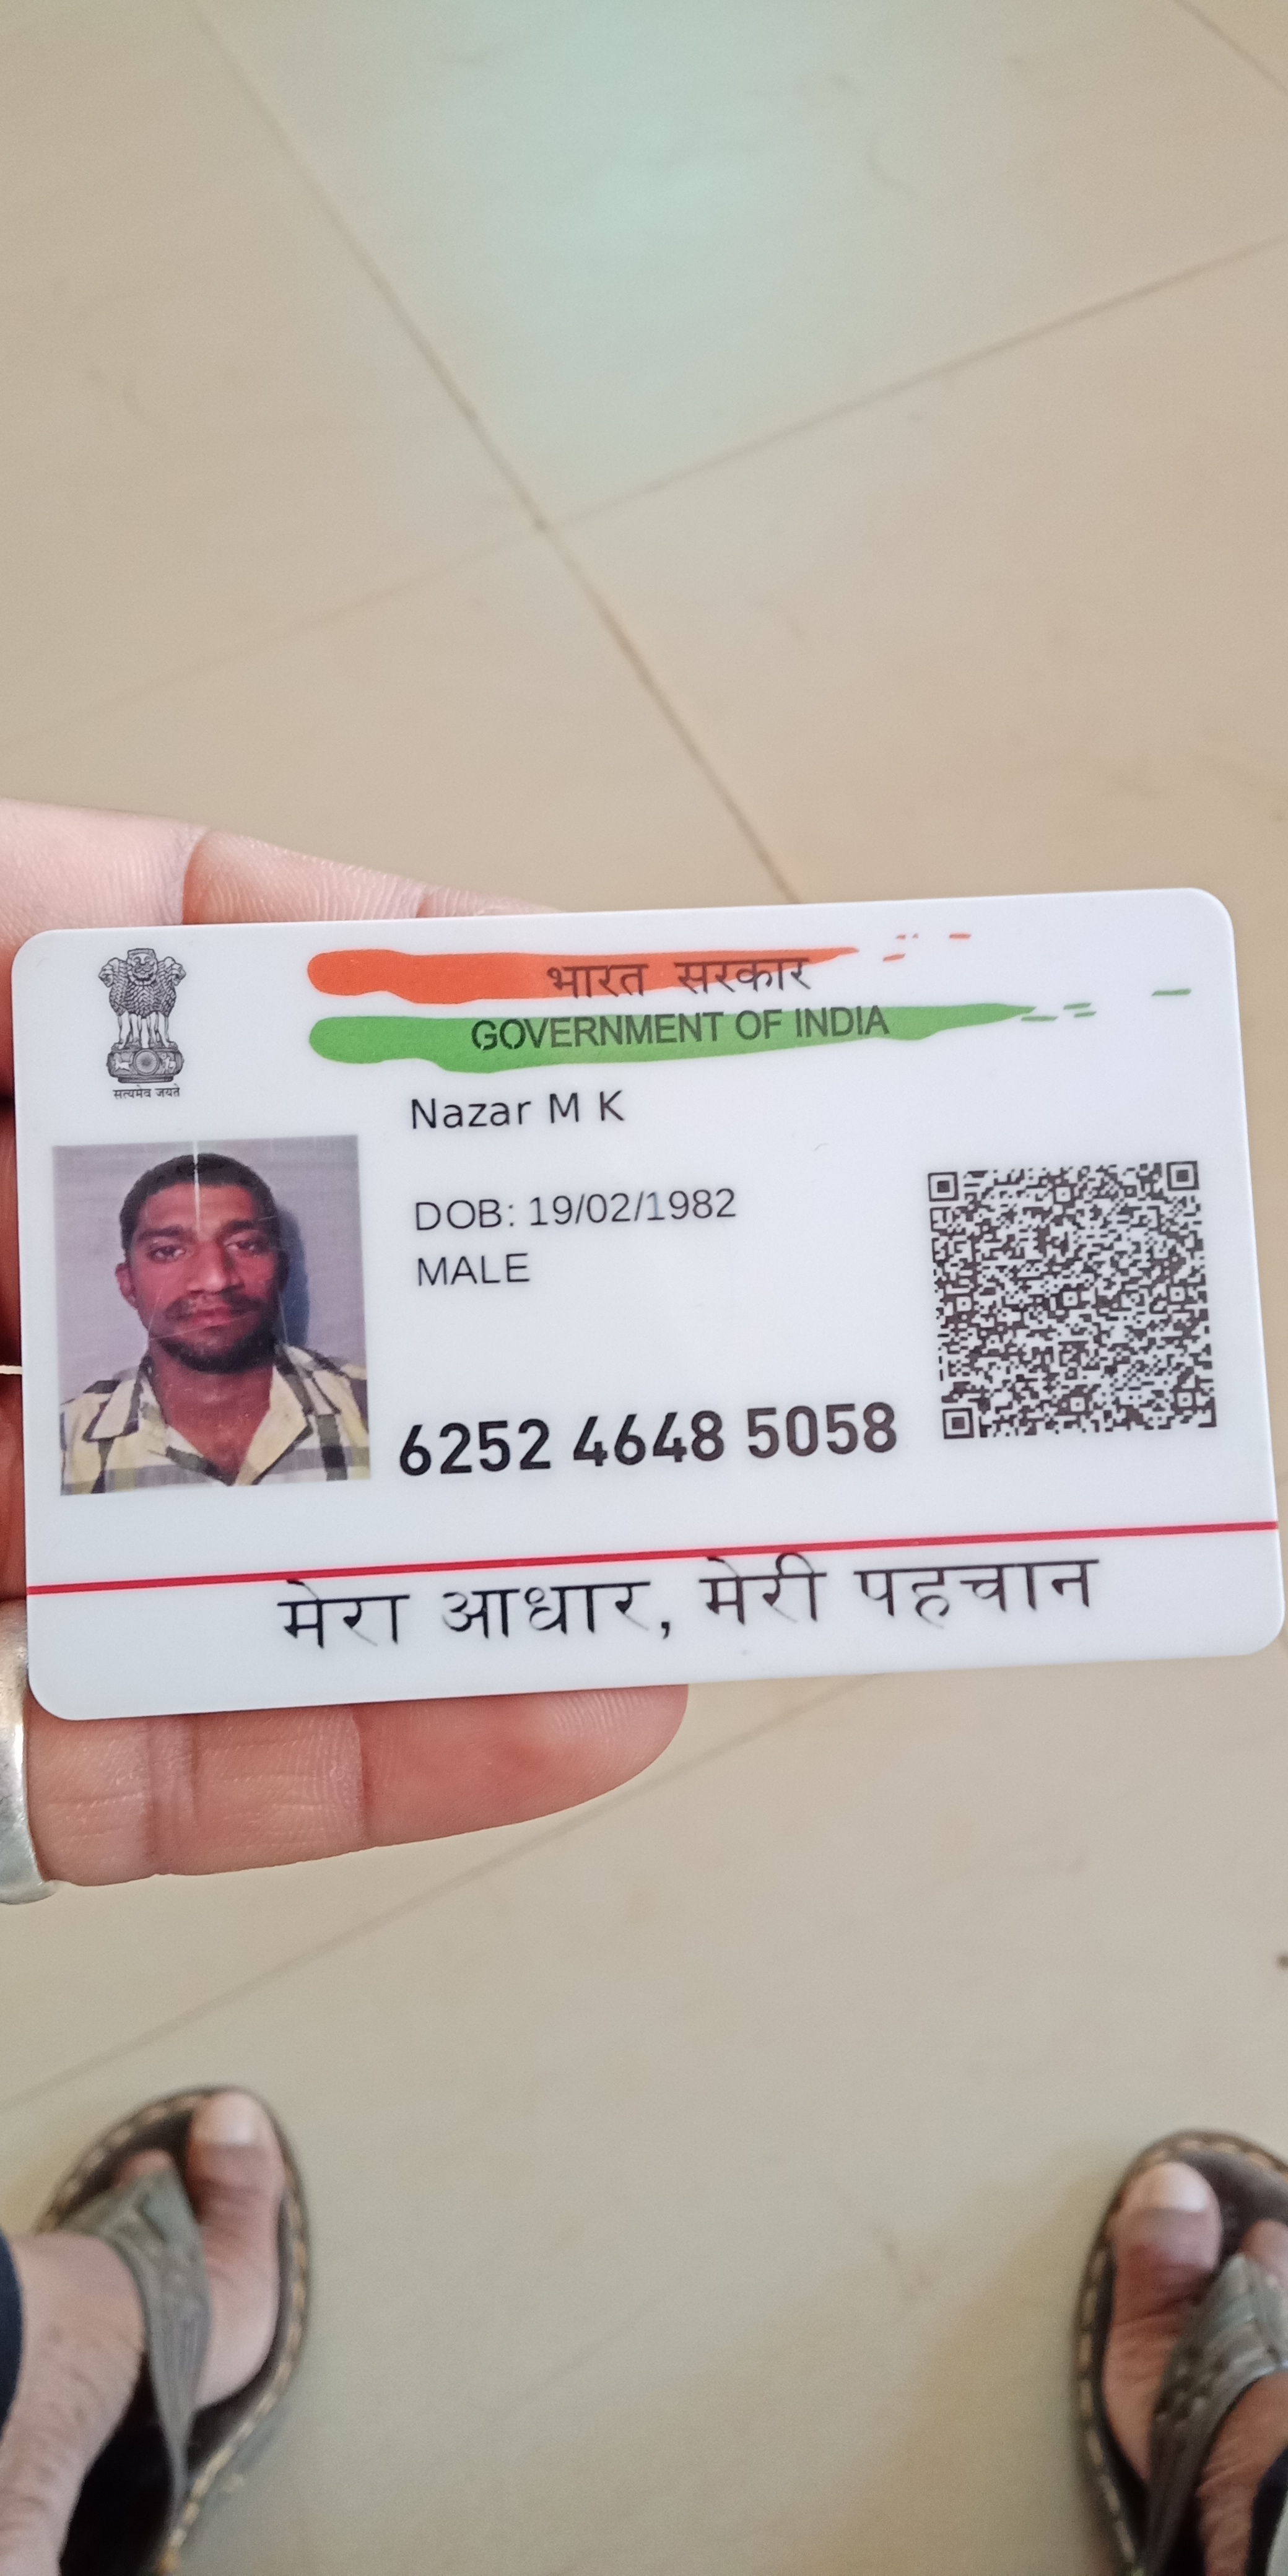 सत्यमेव जयते
भारत सरकार
GOVERNMENT OF INDIA
Nazar M K
DOB: 19/02/1982
MALE
6252 4648 5058
मेरा आधार, मेरी पहचान